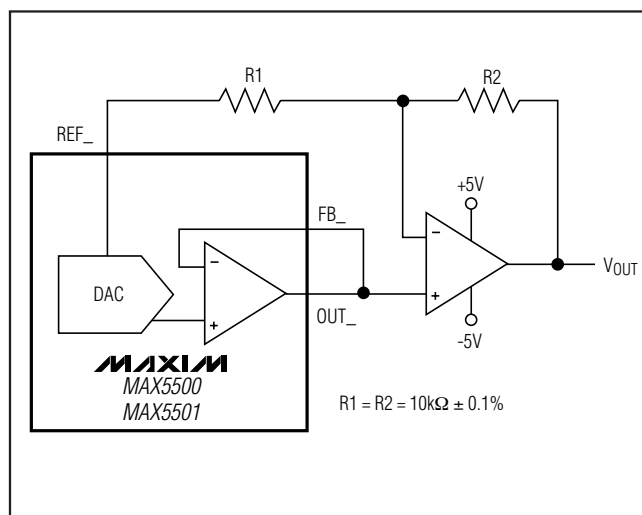 R1
R2
REF_
+5V
FB_
-
-
DAC
VOUT
+
+
OUT_
-5V
MAXIM
MAX5500
MAX5501
R1 = R2 = 10kΩ ± 0.1%